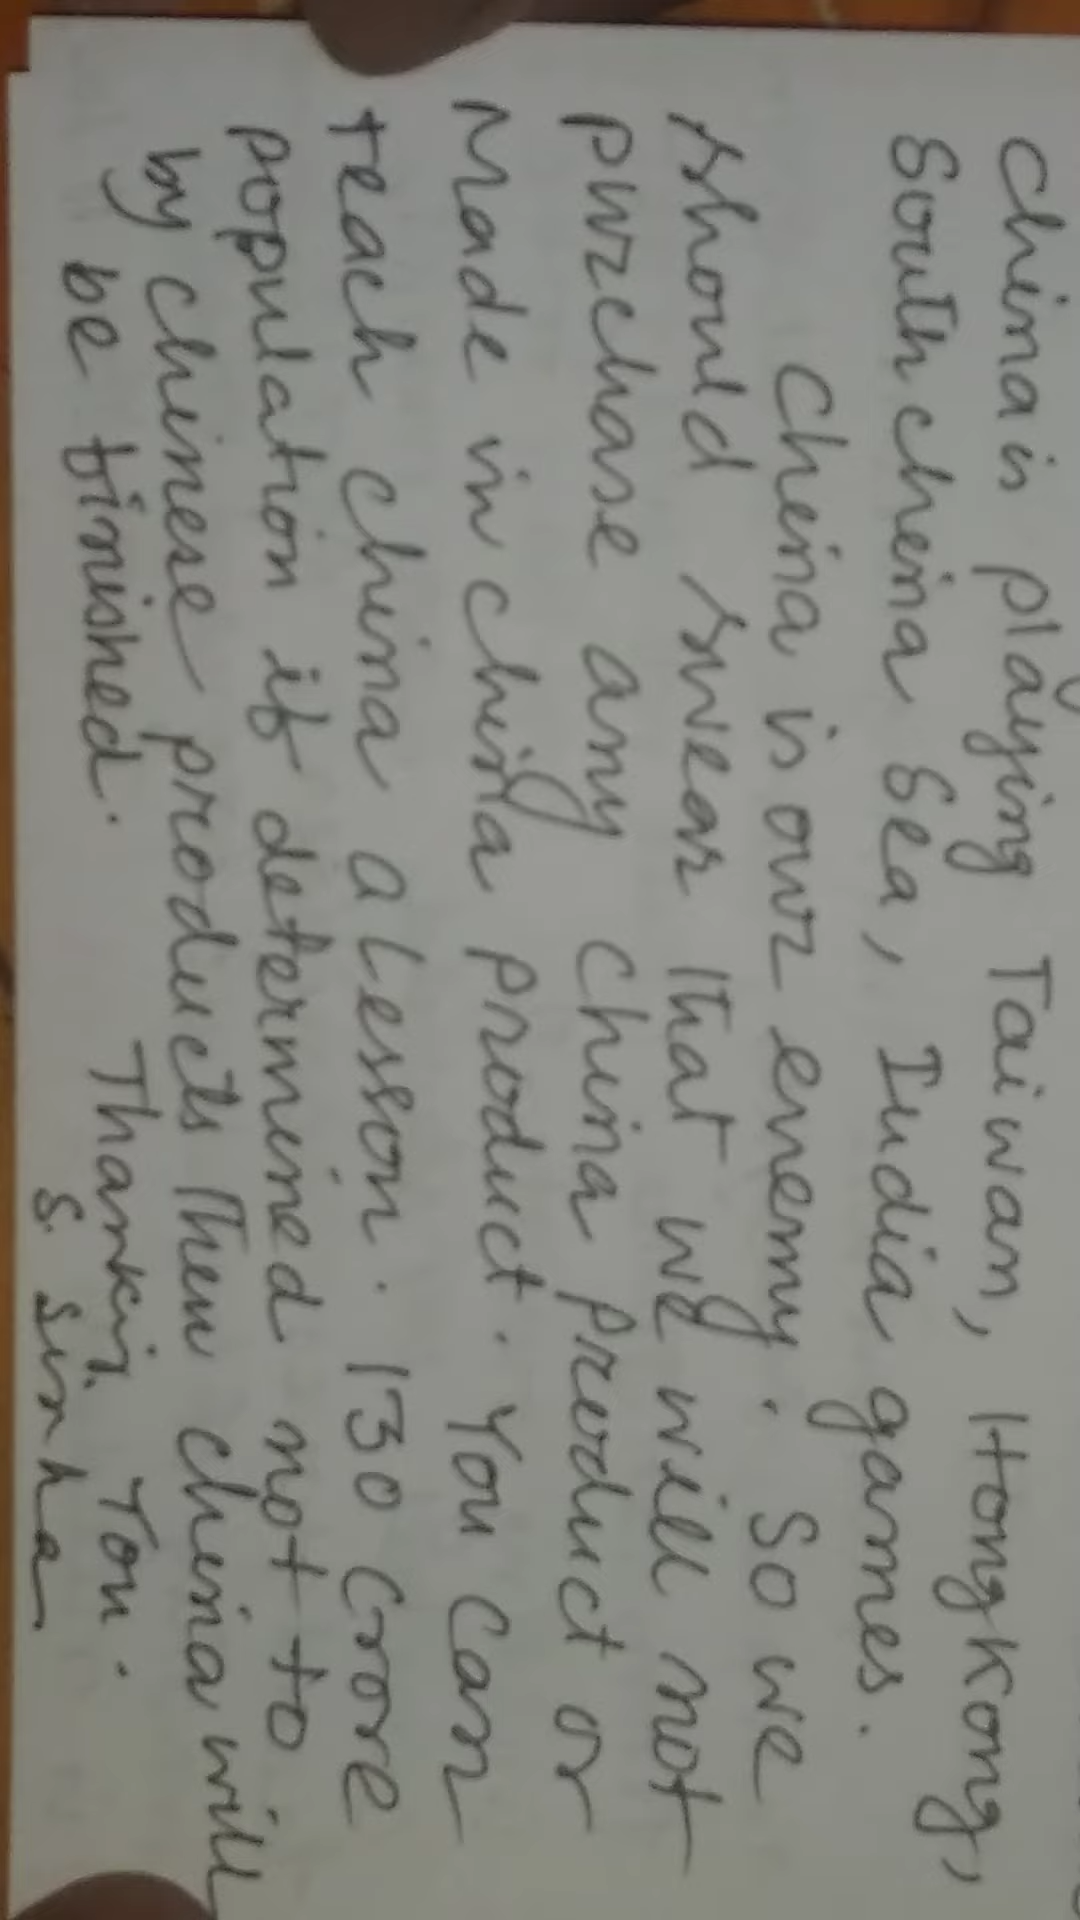 China is playing Taiwan, Hongkong,
South china Sea, India games.
China is our enemy. So we
should swear that we will not
purchase any china product or
Made in china product. You can
teach china a lesson. 130 Crore
population if determined not to
by chinese products then china will
be finished.
Thanking You.
S. Sinha